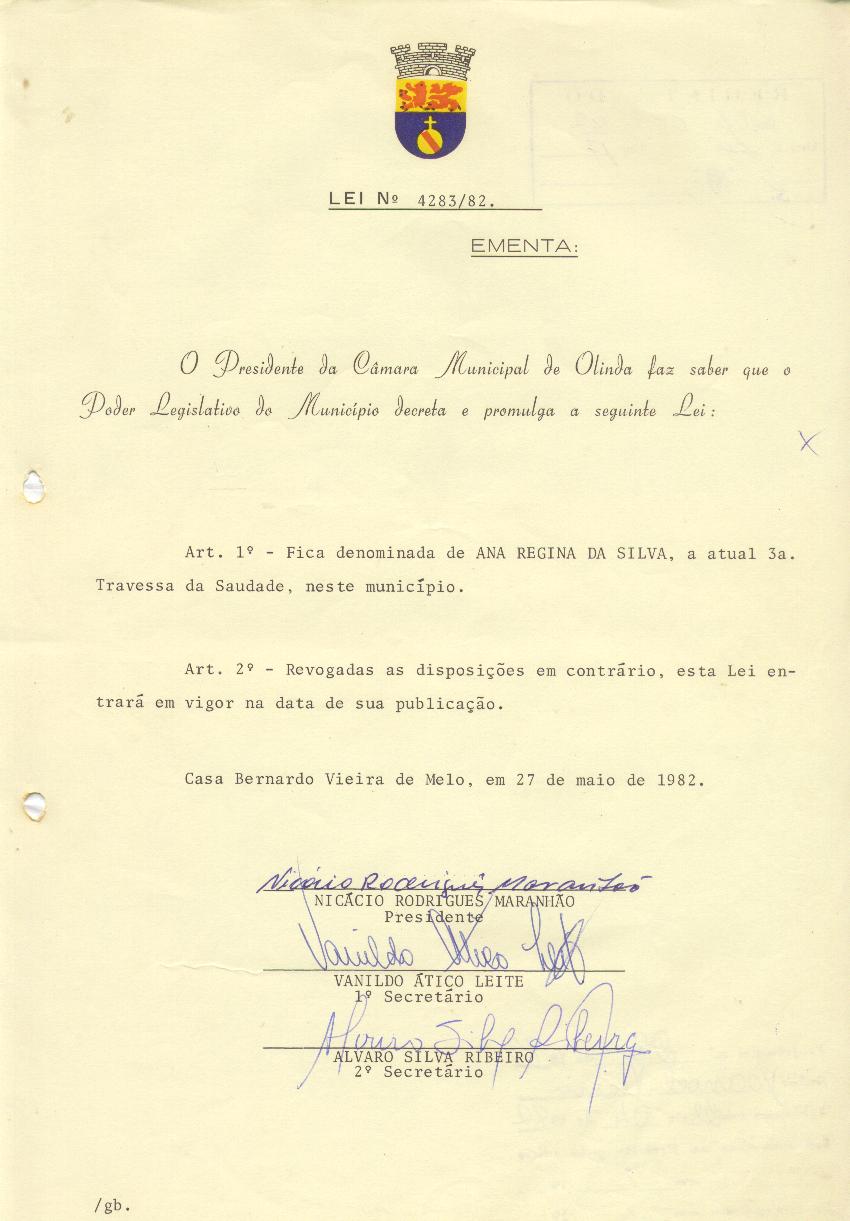 LEI Nº 4283/82.
EMENTA:
O Presidente da Câmara Municipal de Olinda faz saber que o
Poder Legislativo do Município decreta e promulga a seguinte Lei:
Art. 1º - Fica denominada de ANA REGINA DA SILVA, a atual 3a.
Travessa da Saudade, neste município.
Art. 2º - Revogadas as disposições em contrário, esta Lei en-
trará em vigor na data de sua publicação.
Casa Bernardo Vieira de Melo, em 27 de maio de 1982.
Nicácio Rodrigues Maranhão
NICÁCIO RODRIGUES MARANHÃO
Presidente
Vanildo Ático Leite
VANILDO ÁTICO LEITE
1º Secretário
Alvaro Silva Ribeiro
ALVARO SILVA RIBEIRO
2º Secretário
/gb.